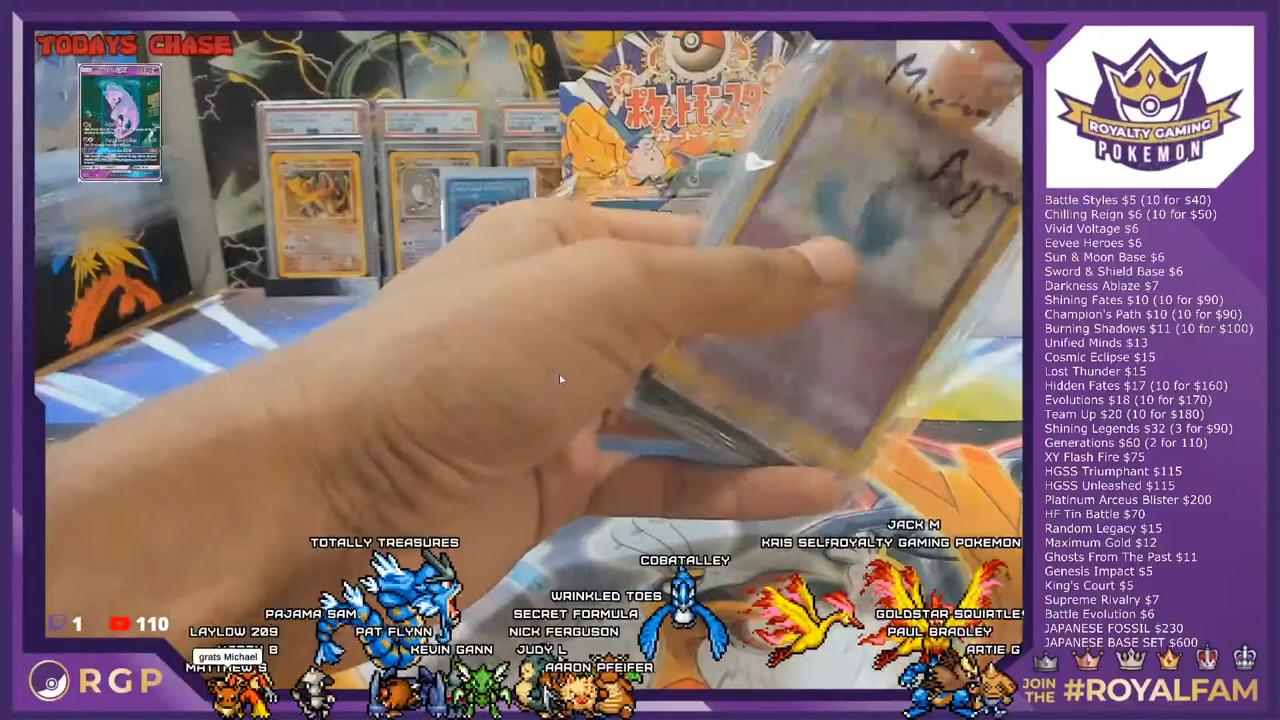 TODAYS CHASE
ポケットモンスタ
ROYALTY GAMING
POKEMON
Battle Styles $5 (10 for $40)
Chilling Reign $6 (10 for $50)
Vivid Voltage $6
Eevee Heroes $6
Sun & Moon Base $6
Sword & Shield Base $6
Darkness Ablaze $7
Shining Fates $10 (10 for $90)
Champion's Path $10 (10 for $90)
Burning Shadows $11 (10 for $100)
Unified Minds $13
Cosmic Eclipse $15
Lost Thunder $15
Hidden Fates $17 (10 for $160)
Evolutions $18 (10 for $170)
Team Up $20 (10 for $180)
Shining Legends $32 (3 for $90)
Generations $60 (2 for 110)
XY Flash Fire $75
HGSS Triumphant $115
HGSS Unleashed $115
Platinum Arceus Blister $200
HF Tin Battle $70
Random Legacy $15
Maximum Gold $12
Ghosts From The Past $11
Genesis Impact $5
King's Court $5
Supreme Rivalry $7
Battle Evolution $6
JAPANESE FOSSIL $230
JAPANESE BASE SET $600
JACK M
TOTALLY TREASURES
KRIS SELFROYALTY GAMING POKEMON
COBATALLEY
WRINKLED TOES
PAJAMA SAM
SECRET FORMULA
GOLDSTAR SQUIRTLE
1
110
LAYLOW 209
PAT FLYNN
NICK FERGUSON
PAUL BRADLEY
KEVIN GANN
JUDY L
ARTIE G
grats Michael
MATTHEW S
AARON PFEIFER
RGP
JOIN THE #ROYALFAM